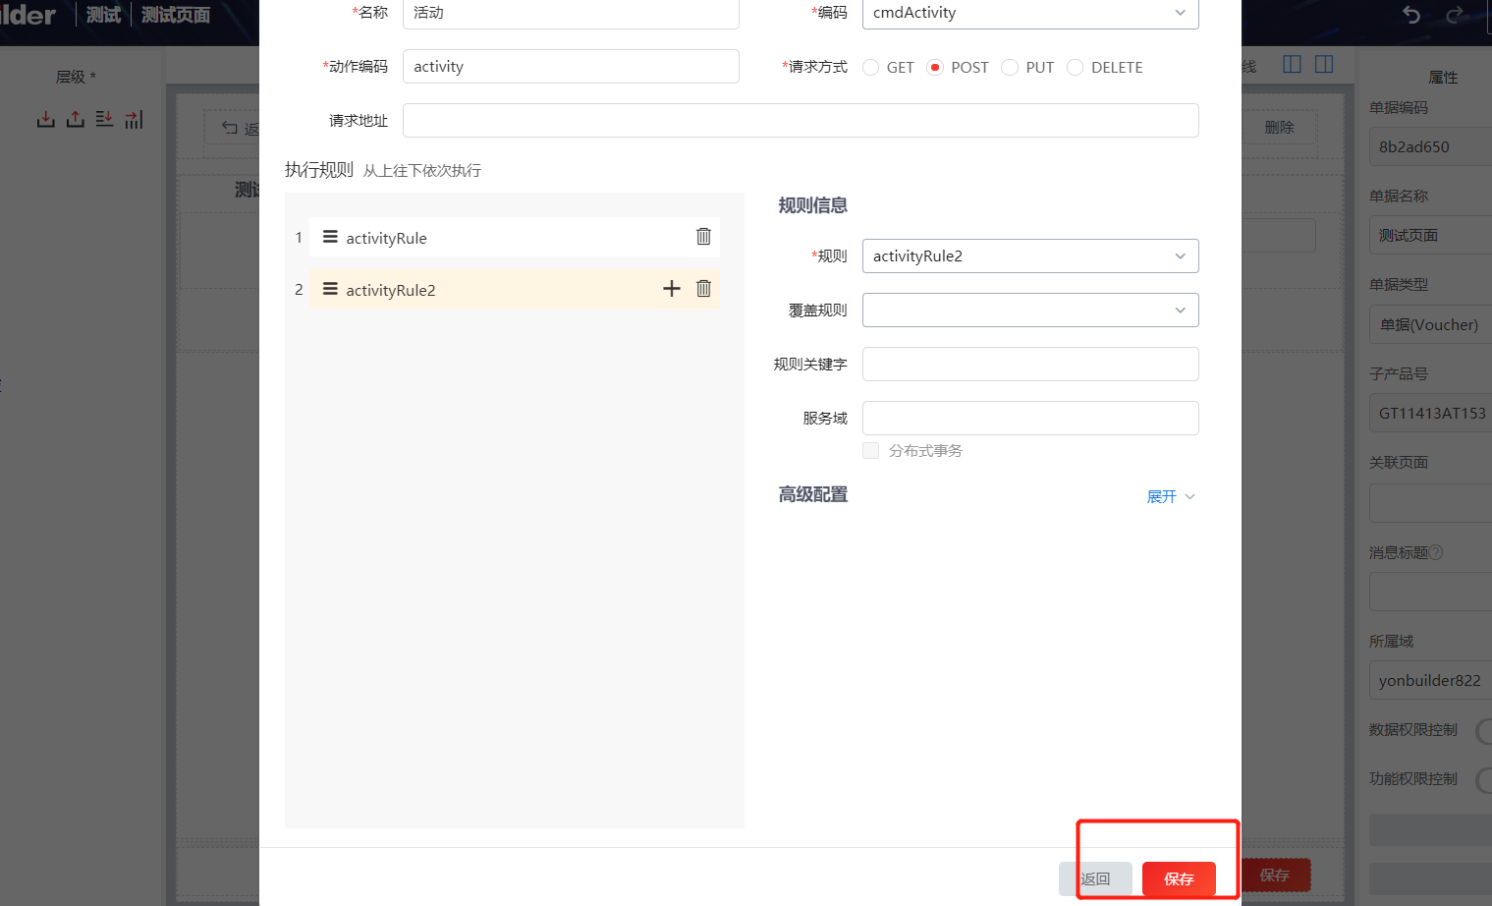 ilder 测试 测试页面
*名称 活动 *编码 cmdActivity
层级 *
*动作编码 activity *请求方式 GET POST PUT DELETE
线
属性
单据编码
请求地址
返
删除
8b2ad650
执行规则 从上往下依次执行
测试
单据名称
规则信息
1 activityRule
测试页面
*规则 activityRule2
2 activityRule2
单据类型
覆盖规则
单据(Voucher)
规则关键字
子产品号
服务域
GT11413AT153
分布式事务
关联页面
高级配置 展开
消息标题?
所属域
yonbuilder822
数据权限控制
功能权限控制
返回 保存 保存